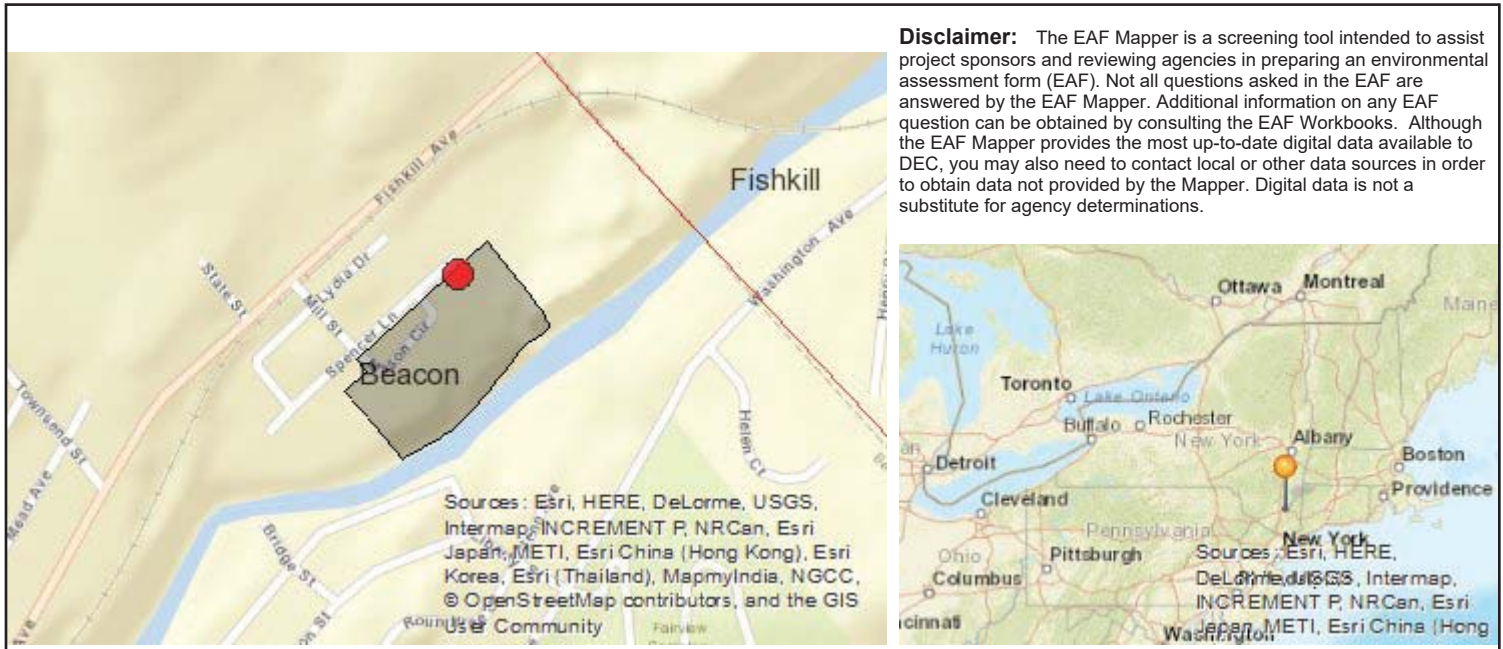 Disclaimer: The EAF Mapper is a screening tool intended to assist
project sponsors and reviewing agencies in preparing an environmental
assessment form (EAF). Not all questions asked in the EAF are
answered by the EAF Mapper. Additional information on any EAF
question can be obtained by consulting the EAF Workbooks. Although
the EAF Mapper provides the most up-to-date digital data available to
DEC, you may also need to contact local or other data sources in order
to obtain data not provided by the Mapper. Digital data is not a
substitute for agency determinations.
Fishkill Ave
Fishkill
Washington Ave
State St
Lydia Dr
Mill St
Spencer Ln
Beacon
Townsend St
Mead Ave
Helen Ct
Bridge St
Ave
Sources: Esri, HERE, DeLorme, USGS,
Intermap, INCREMENT P, NRCan, Esri
Japan, METI, Esri China (Hong Kong), Esri
Korea, Esri (Thailand), MapmyIndia, NGCC,
© OpenStreetMap contributors, and the GIS
User Community
Fairview
Ottawa
Montreal
Maine
Lake
Huron
Toronto
Lake Ontario
Buffalo
Rochester
New York
Albany
Boston
Detroit
Providence
Cleveland
Pennsylvania
New York
Ohio
Pittsburgh
Columbus
Sources: Esri, HERE,
DeLorme, USGS, Intermap,
INCREMENT P, NRCan, Esri
Japan, METI, Esri China (Hong
cinnati
Washington